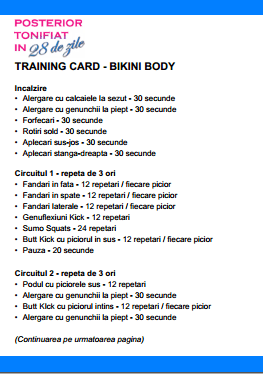 POSTERIOR
TONIFIAT
IN 28 de zile
TRAINING CARD - BIKINI BODY
Incalzire
• Alergare cu calcaiele la sezut - 30 secunde
• Alergare cu genunchii la piept - 30 secunde
• Forfecari - 30 secunde
• Rotiri sold - 30 secunde
• Aplecari sus-jos - 30 secunde
• Aplecari stanga-dreapta - 30 secunde
Circuitul 1 - repeta de 3 ori
• Fandari in fata - 12 repetari / fiecare picior
• Fandari in spate - 12 repetari / fiecare picior
• Fandari laterale - 12 repetari / fiecare picior
• Genuflexiuni Kick - 12 repetari
• Sumo Squats - 24 repetari
• Butt Kick cu piciorul in sus - 12 repetari / fiecare picior
• Pauza - 20 secunde
Circuitul 2 - repeta de 3 ori
• Podul cu piciorele sus - 12 repetari
• Alergare cu genunchii la piept - 30 secunde
• Butt KIck cu piciorul intins - 12 repetari / fiecare picior
• Alergare cu genunchii la piept - 30 secunde
(Continuarea pe urmatoarea pagina)